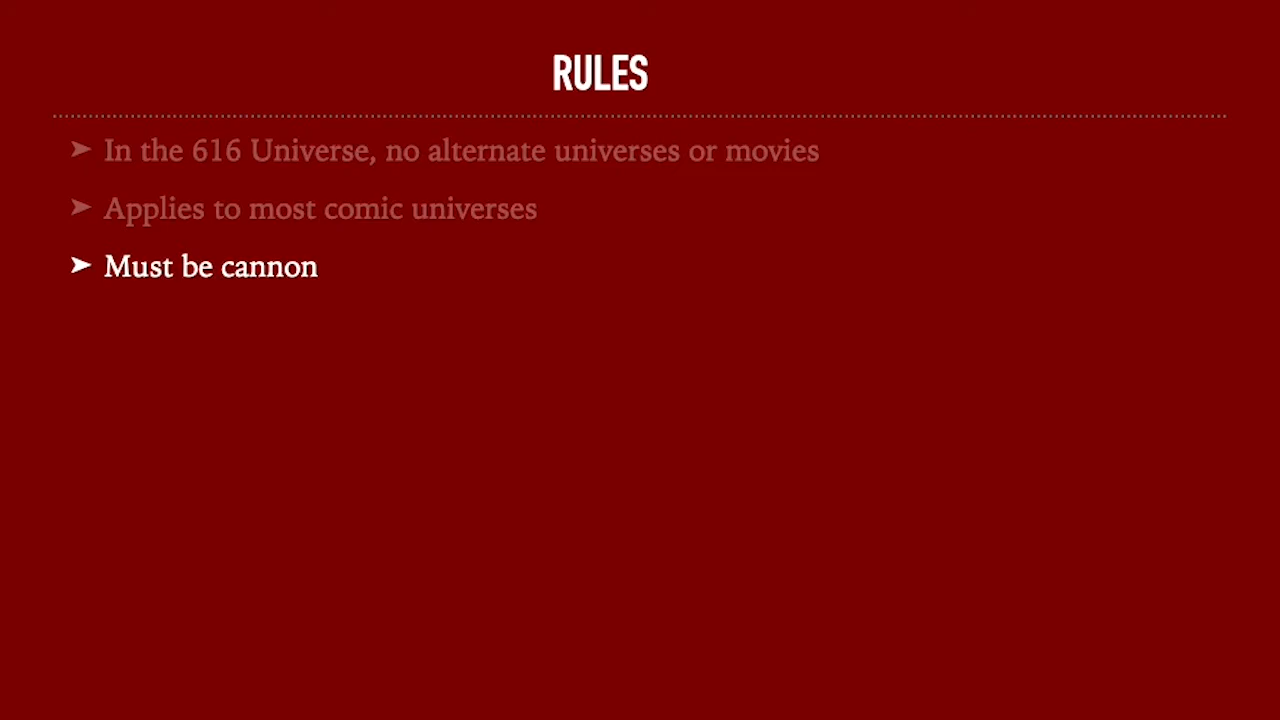 RULES
➤ In the 616 Universe, no alternate universes or movies
➤ Applies to most comic universes
➤ Must be cannon